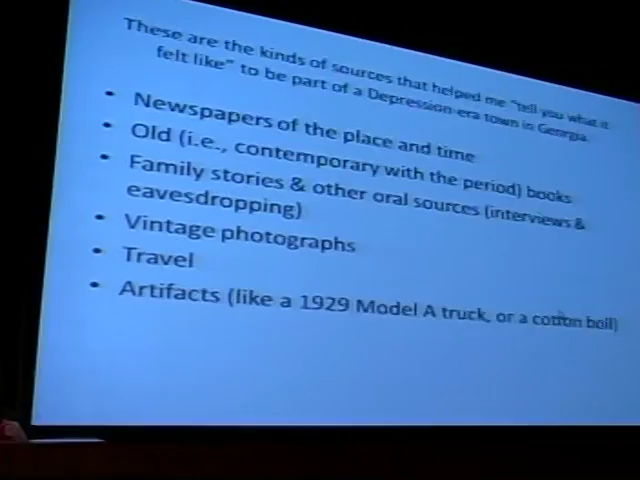 These are the kinds of sources that helped me "tell you what it
felt like" to be part of a Depression-era town in Georgia.
• Newspapers of the place and time
• Old (i.e., contemporary with the period) books
• Family stories & other oral sources (interviews &
eavesdropping)
• Vintage photographs
• Travel
• Artifacts (like a 1929 Model A truck, or a cotton boll)